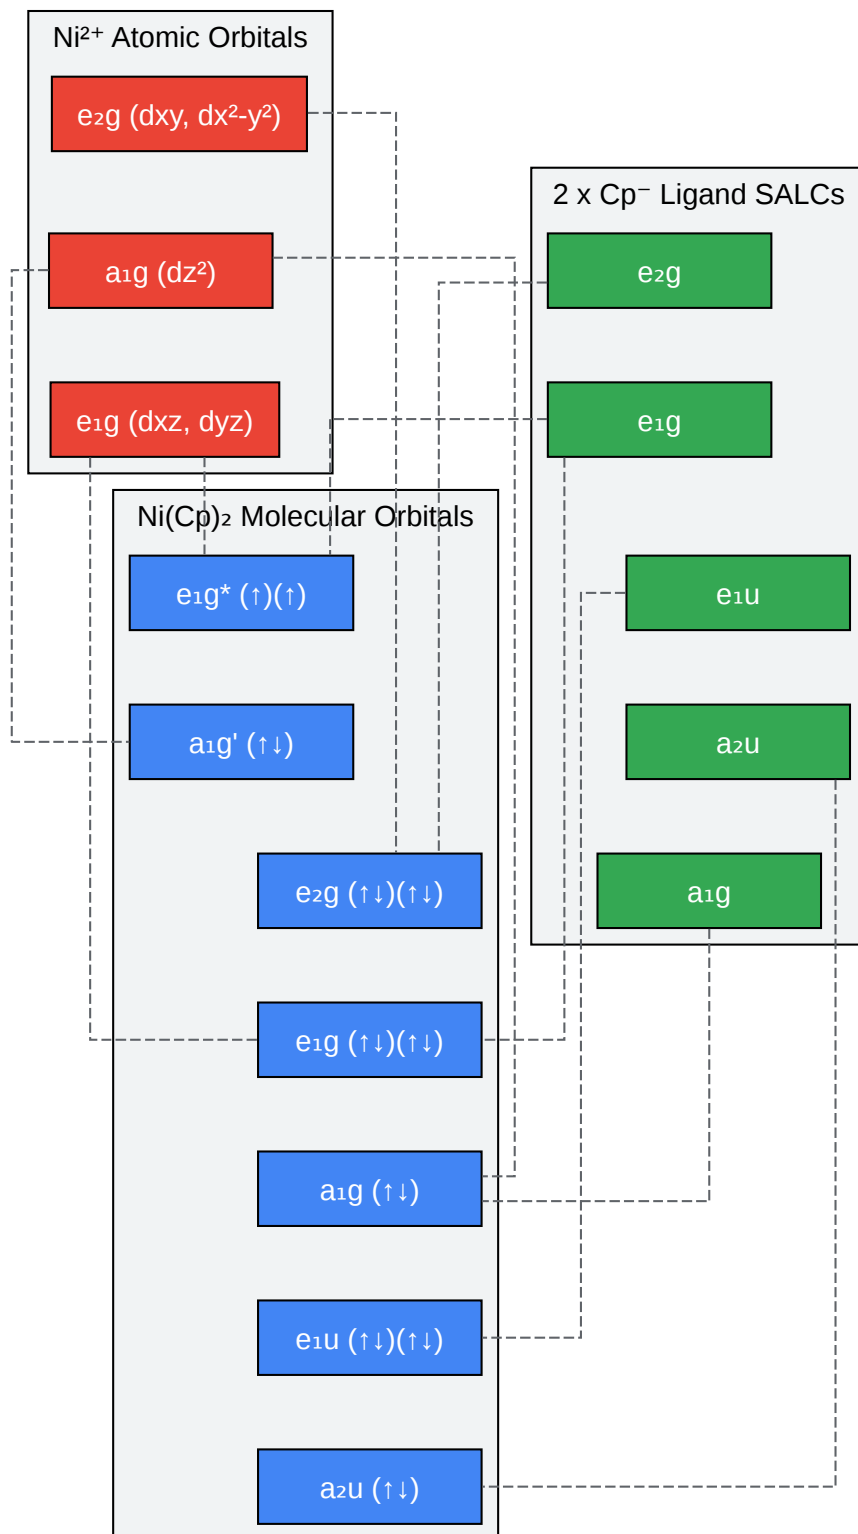 Ni²⁺ Atomic Orbitals
e₂g (dxy, dx²-y²)
a₁g (dz²)
e₁g (dxz, dyz)
2 x Cp⁻ Ligand SALCs
e₂g
e₁g
e₁u
a₂u
a₁g
Ni(Cp)₂ Molecular Orbitals
e₁g* (↑)(↑)
a₁g' (↑↓)
e₂g (↑↓)(↑↓)
e₁g (↑↓)(↑↓)
a₁g (↑↓)
e₁u (↑↓)(↑↓)
a₂u (↑↓)